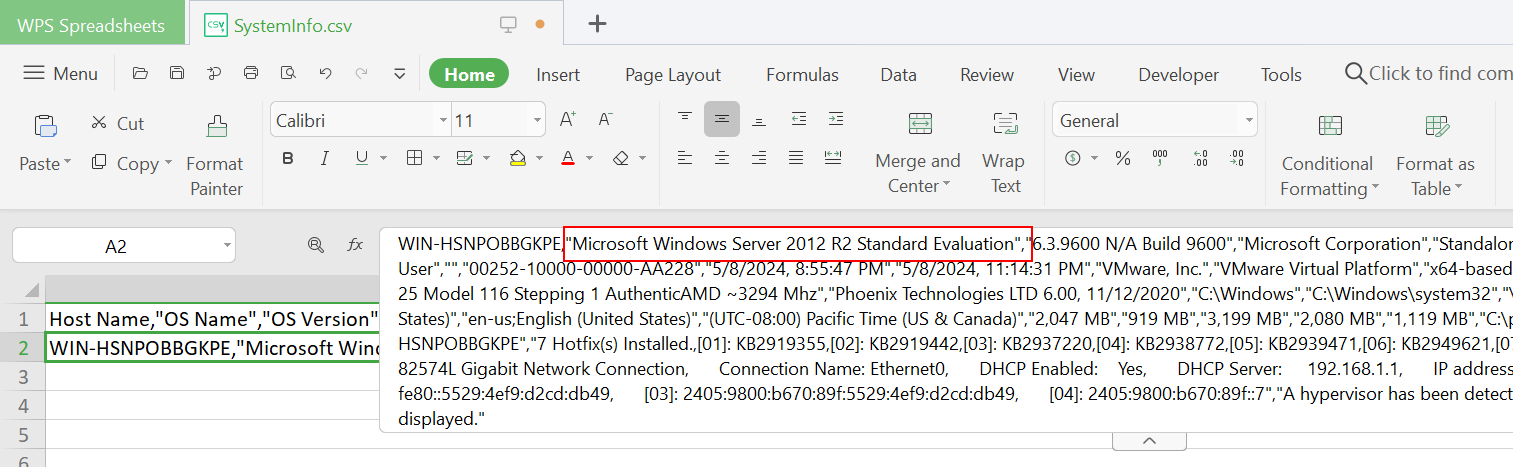 WPS Spreadsheets
SystemInfo.csv
Menu
Home
Insert
Page Layout
Formulas
Data
Review
View
Developer
Tools
Click to find com
Paste
Cut
Copy
Format
Painter
Calibri
11
A+
A-
B
I
U
A
Merge and
Center
Wrap
Text
General
%
000
,
.0
.00
.00
.0
Conditional
Formatting
Format as
Table
A2
fx
WIN-HSNPOBBGKPE,"Microsoft Windows Server 2012 R2 Standard Evaluation","6.3.9600 N/A Build 9600","Microsoft Corporation","Standalon
User","","00252-10000-00000-AA228","5/8/2024, 8:55:47 PM","5/8/2024, 11:14:31 PM","VMware, Inc.","VMware Virtual Platform","x64-based
25 Model 116 Stepping 1 AuthenticAMD ~3294 Mhz","Phoenix Technologies LTD 6.00, 11/12/2020","C:\Windows","C:\Windows\system32","\
States)","en-us;English (United States)","(UTC-08:00) Pacific Time (US & Canada)","2,047 MB","919 MB","3,199 MB","2,080 MB","1,119 MB","C:\p
HSNPOBBGKPE","7 Hotfix(s) Installed.,[01]: KB2919355,[02]: KB2919442,[03]: KB2937220,[04]: KB2938772,[05]: KB2939471,[06]: KB2949621,[07
82574L Gigabit Network Connection, Connection Name: Ethernet0, DHCP Enabled: Yes, DHCP Server: 192.168.1.1, IP address
fe80::5529:4ef9:d2cd:db49, [03]: 2405:9800:b670:89f:5529:4ef9:d2cd:db49, [04]: 2405:9800:b670:89f::7","A hypervisor has been detect
displayed."
A
1
Host Name,"OS Name","OS Version"
2
WIN-HSNPOBBGKPE,"Microsoft Wind
3
4
5
6